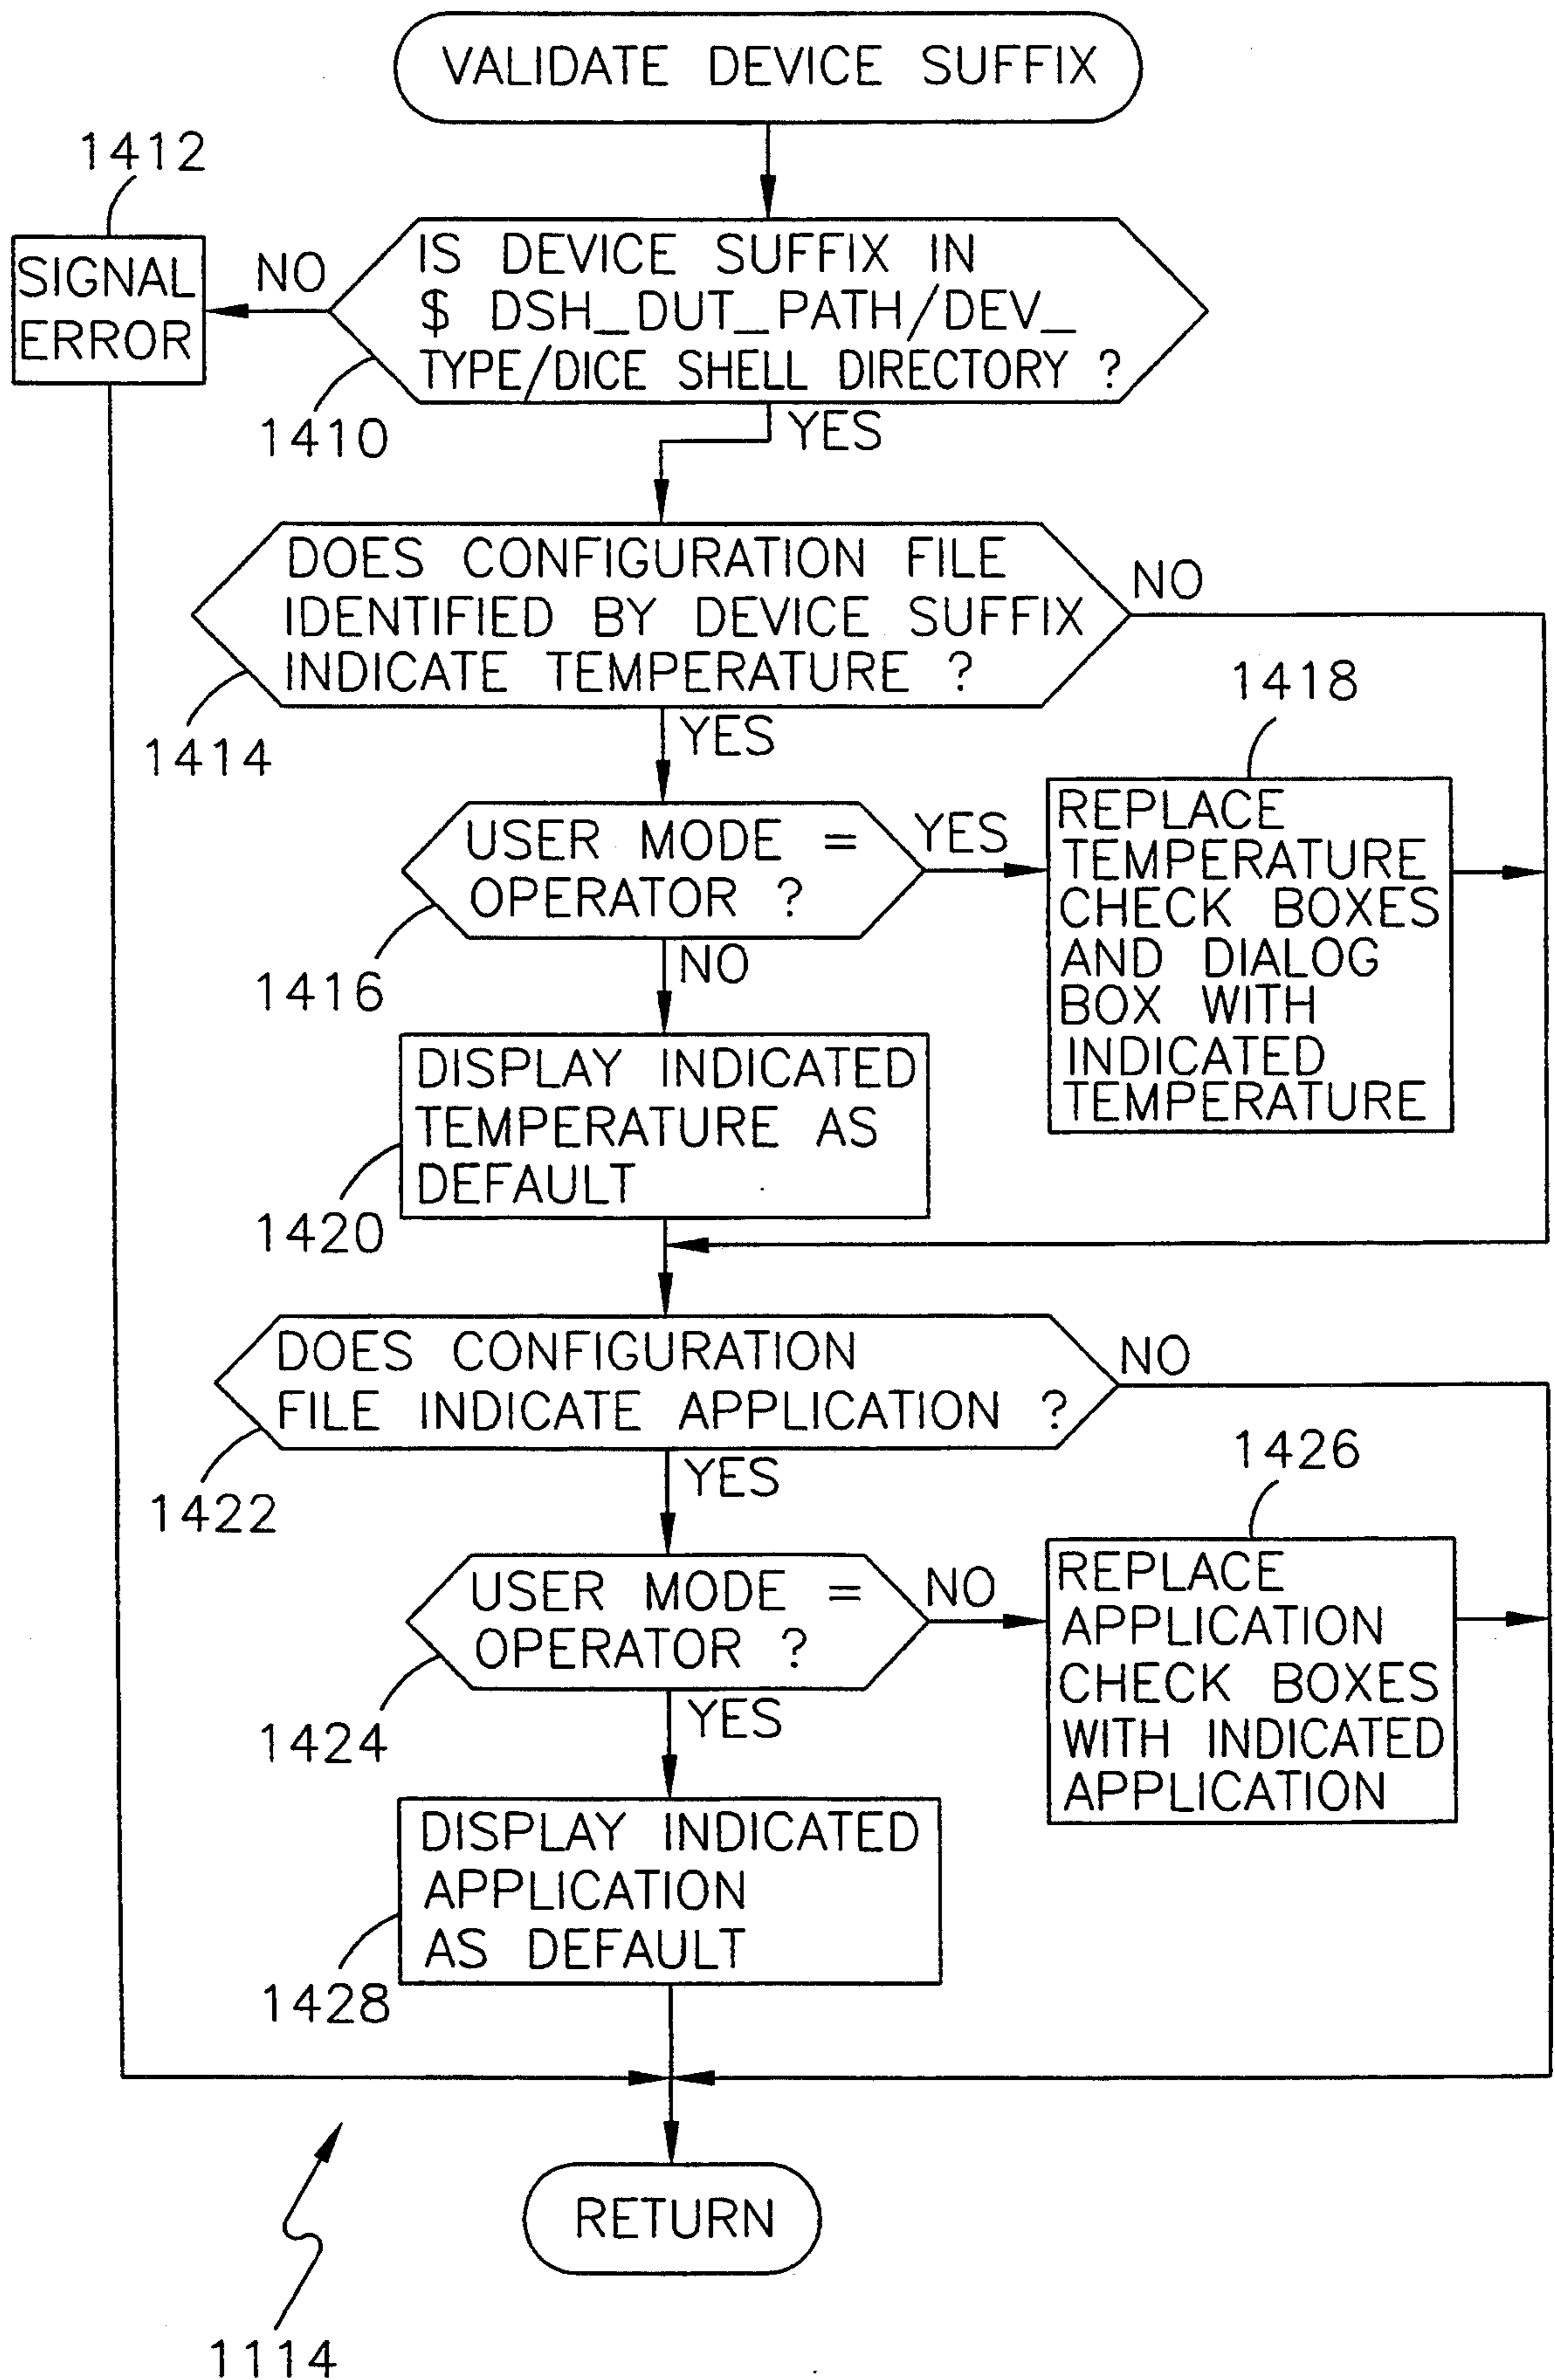 VALIDATE DEVICE SUFFIX
1412
SIGNAL
ERROR
NO
IS DEVICE SUFFIX IN
$ DSH_DUT_PATH/DEV_
TYPE/DICE SHELL DIRECTORY ?
1410
YES
DOES CONFIGURATION FILE
IDENTIFIED BY DEVICE SUFFIX
INDICATE TEMPERATURE ?
NO
1414
YES
1418
USER MODE =
OPERATOR ?
YES
REPLACE
TEMPERATURE
CHECK BOXES
AND DIALOG
BOX WITH
INDICATED
TEMPERATURE
1416
NO
DISPLAY INDICATED
TEMPERATURE AS
DEFAULT
1420
DOES CONFIGURATION
FILE INDICATE APPLICATION ?
NO
1422
YES
1426
USER MODE =
OPERATOR ?
NO
REPLACE
APPLICATION
CHECK BOXES
WITH INDICATED
APPLICATION
1424
YES
DISPLAY INDICATED
APPLICATION
AS DEFAULT
1428
RETURN
1114